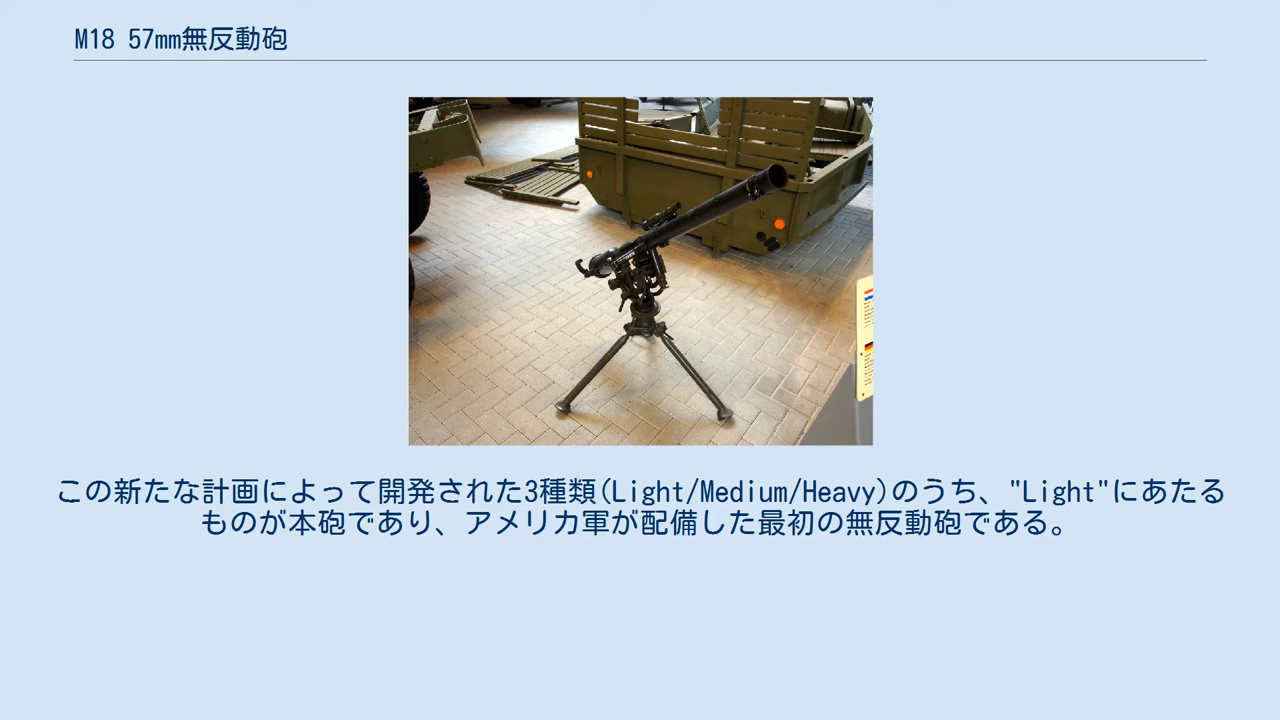 M18 57mm無反動砲
この新たな計画によって開発された3種類(Light/Medium/Heavy)のうち、"Light"にあたる
ものが本砲であり、アメリカ軍が配備した最初の無反動砲である。